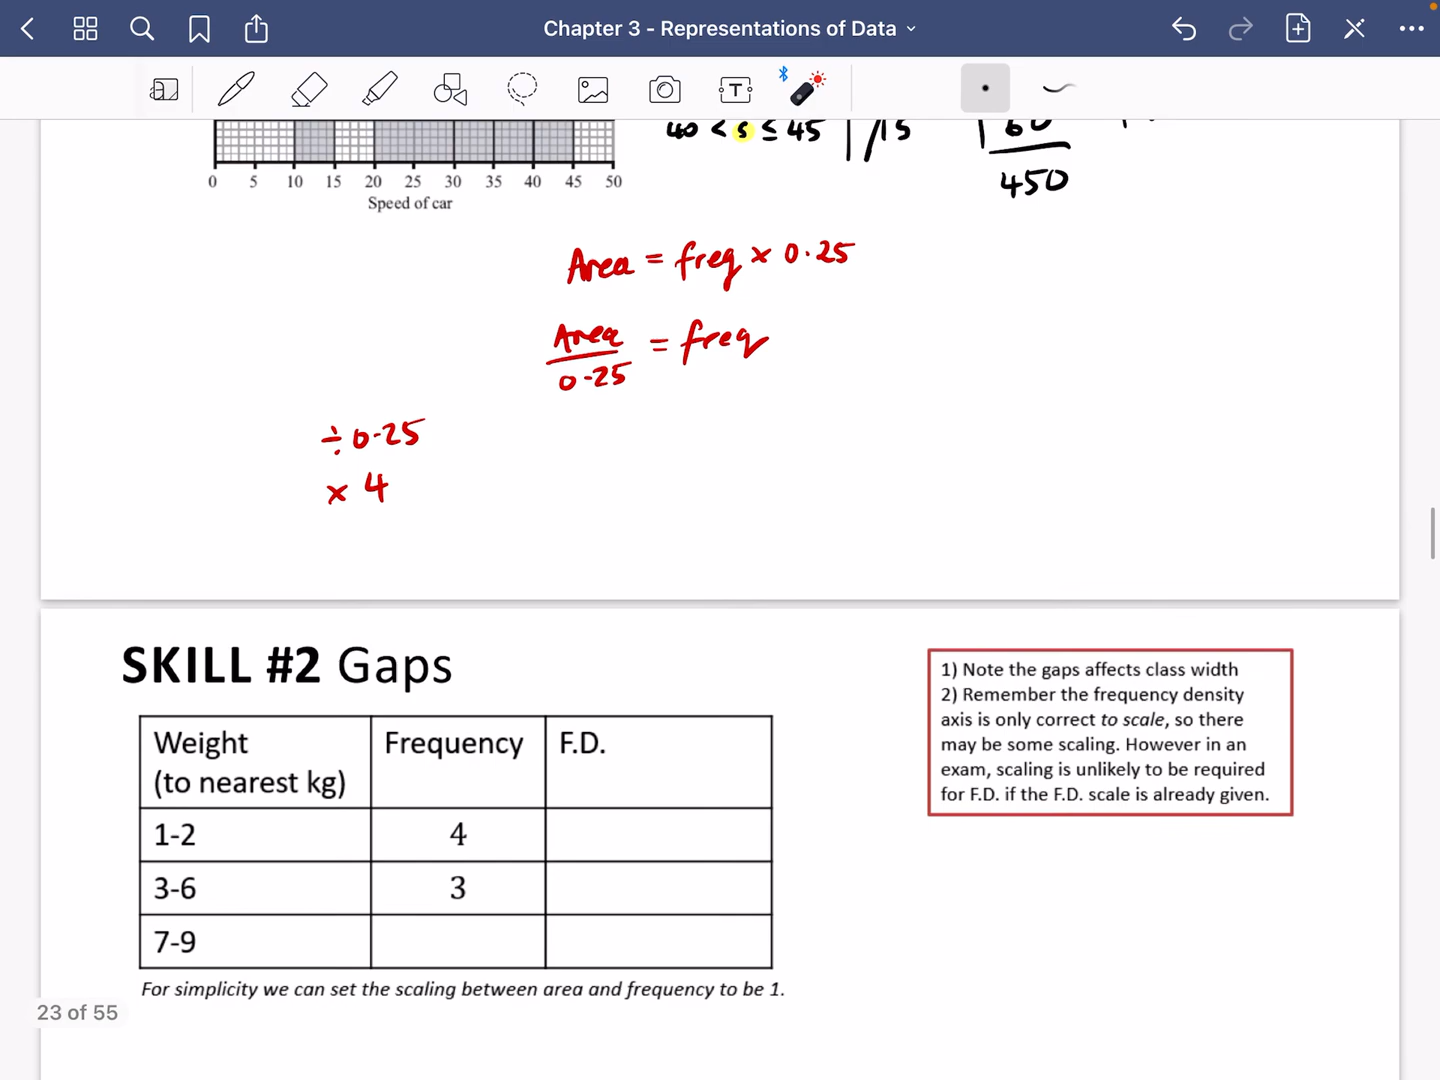 Chapter 3 - Representations of Data
T
40 < s ≤ 45 | 15
60
450
0 5 10 15 20 25 30 35 40 45 50
Speed of car
Area = freq × 0.25
Area
0.25
= freq
÷ 0.25
× 4
SKILL #2 Gaps
Weight
(to nearest kg)
Frequency
F.D.
1-2 4
3-6 3
7-9
For simplicity we can set the scaling between area and frequency to be 1.
1) Note the gaps affects class width
2) Remember the frequency density
axis is only correct to scale, so there
may be some scaling. However in an
exam, scaling is unlikely to be required
for F.D. if the F.D. scale is already given.
23 of 55